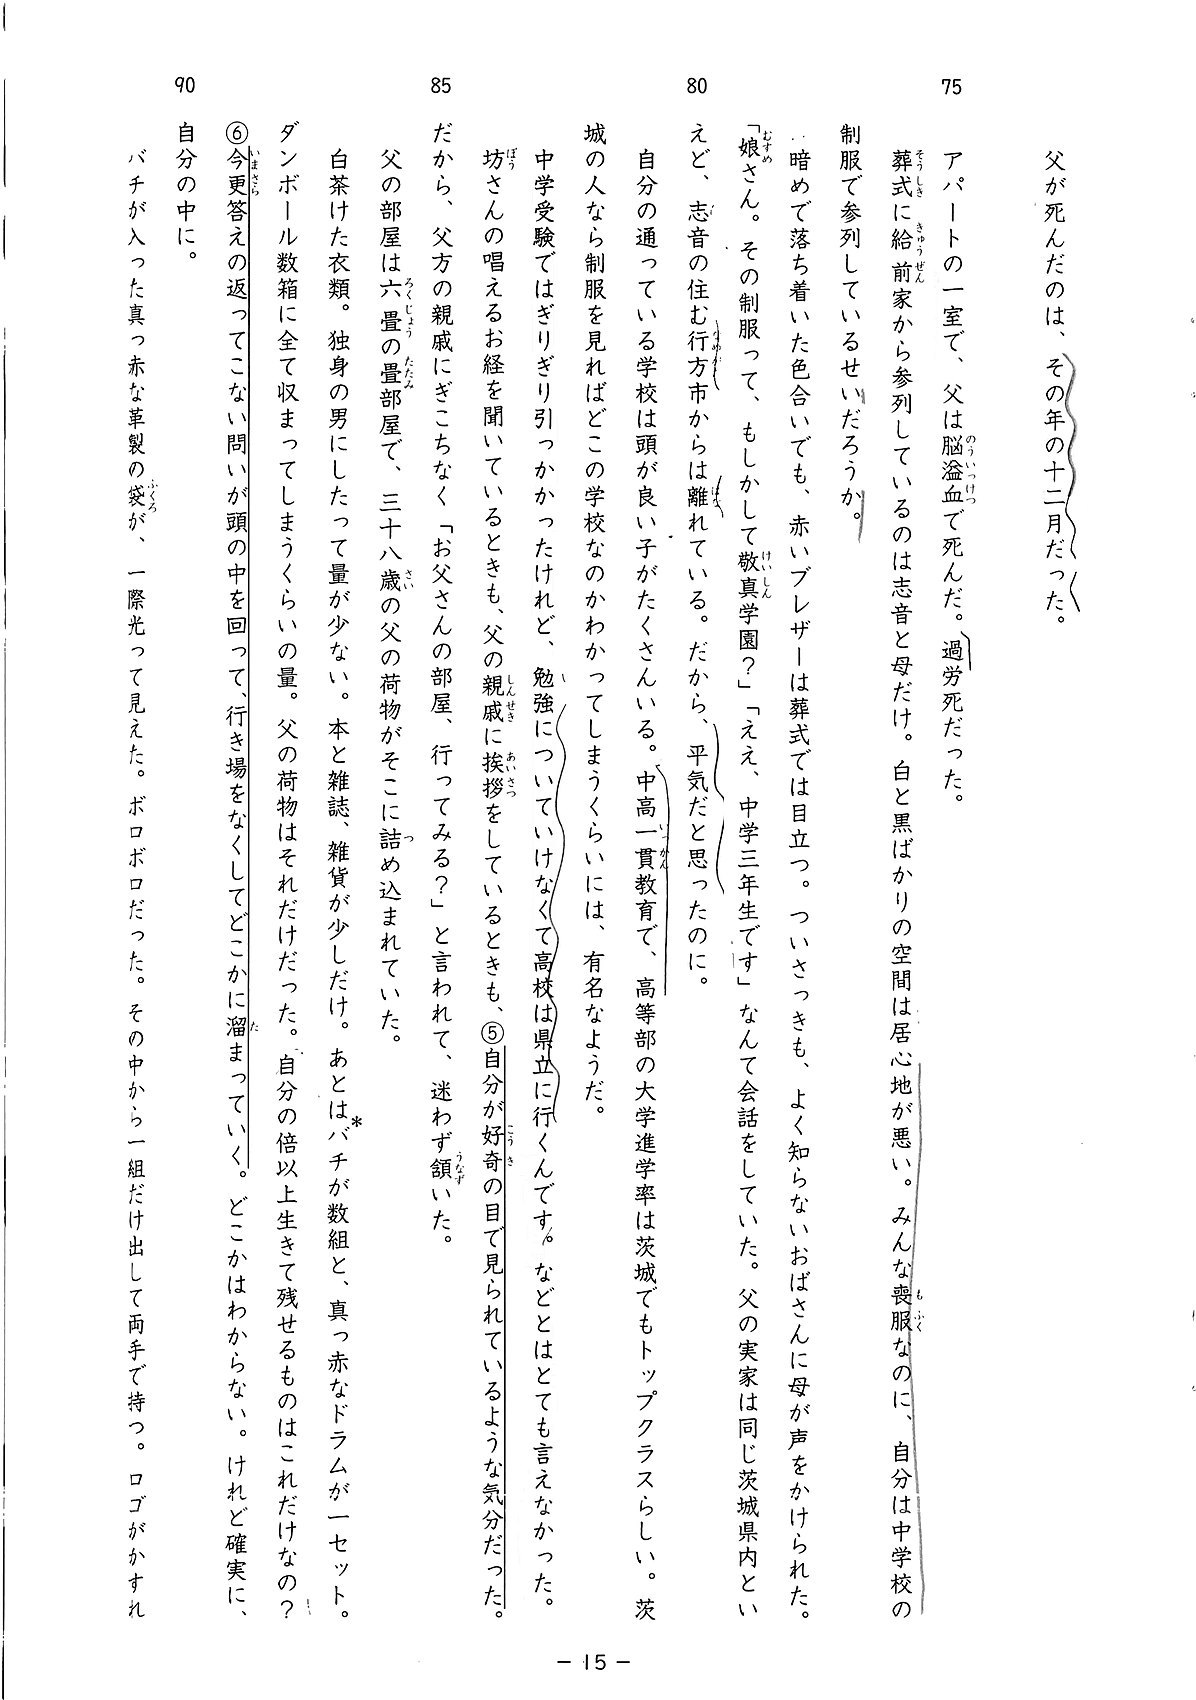 父が死んだのは、その年の十二月だった。
75
アパートの一室で、父は脳溢血で死んだ。過労死だった。
葬式に給前家から参列しているのは志音と母だけ。白と黒ばかりの空間は居心地が悪い。みんな喪服なのに、自分は中学校の
制服で参列しているせいだろうか。
暗めで落ち着いた色合いでも、赤いブレザーは葬式では目立つ。ついさっきも、よく知らないおばさんに母が声をかけられた。
「娘さん。その制服って、もしかして敬真学園？」「ええ、中学三年生です」なんて会話をしていた。父の実家は同じ茨城県内とい
80
えど、志音の住む行方市からは離れている。だから、平気だと思ったのに。
自分の通っている学校は頭が良い子がたくさんいる。中高一貫教育で、高等部の大学進学率は茨城でもトップクラスらしい。茨
城の人なら制服を見ればどこの学校なのかわかってしまうくらいには、有名なようだ。
中学受験ではぎりぎり引っかかったけれど、勉強についていけなくて高校は県立に行くんです。などとはとても言えなかった。
坊さんの唱えるお経を聞いているときも、父の親戚に挨拶をしているときも、⑤自分が好奇の目で見られているような気分だった。
85
だから、父方の親戚にぎこちなく「お父さんの部屋、行ってみる？」と言われて、迷わず頷いた。
父の部屋は六畳の畳部屋で、三十八歳の父の荷物がそこに詰め込まれていた。
白茶けた衣類。独身の男にしたって量が少ない。本と雑誌、雑貨が少しだけ。あとは＊バチが数組と、真っ赤なドラムが一セット。
ダンボール数箱に全て収まってしまうくらいの量。父の荷物はそれだけだった。自分の倍以上生きて残せるものはこれだけなの？
⑥今更答えの返ってこない問いが頭の中を回って、行き場をなくしてどこかに溜まっていく。どこかはわからない。けれど確実に、
90
自分の中に。
バチが入った真っ赤な革製の袋が、一際光って見えた。ボロボロだった。その中から一組だけ出して両手で持つ。ロゴがかすれ
－15－